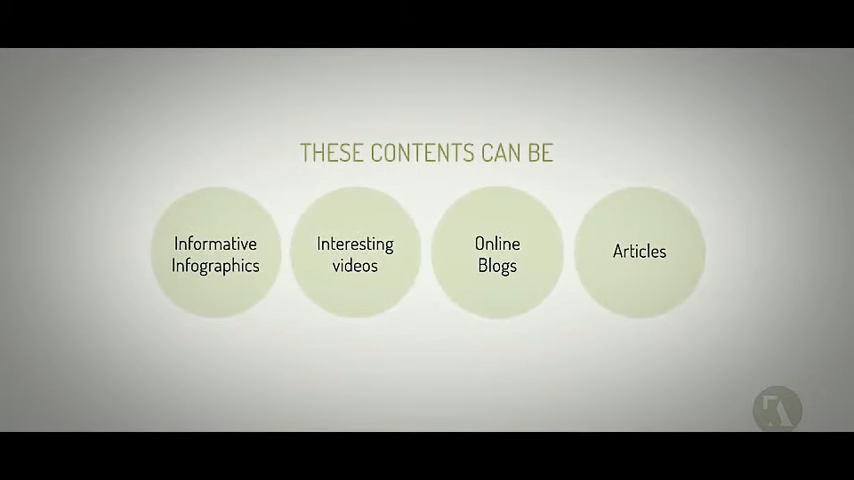 THESE CONTENTS CAN BE
Informative
Infographics
Interesting
videos
Online
Blogs
Articles